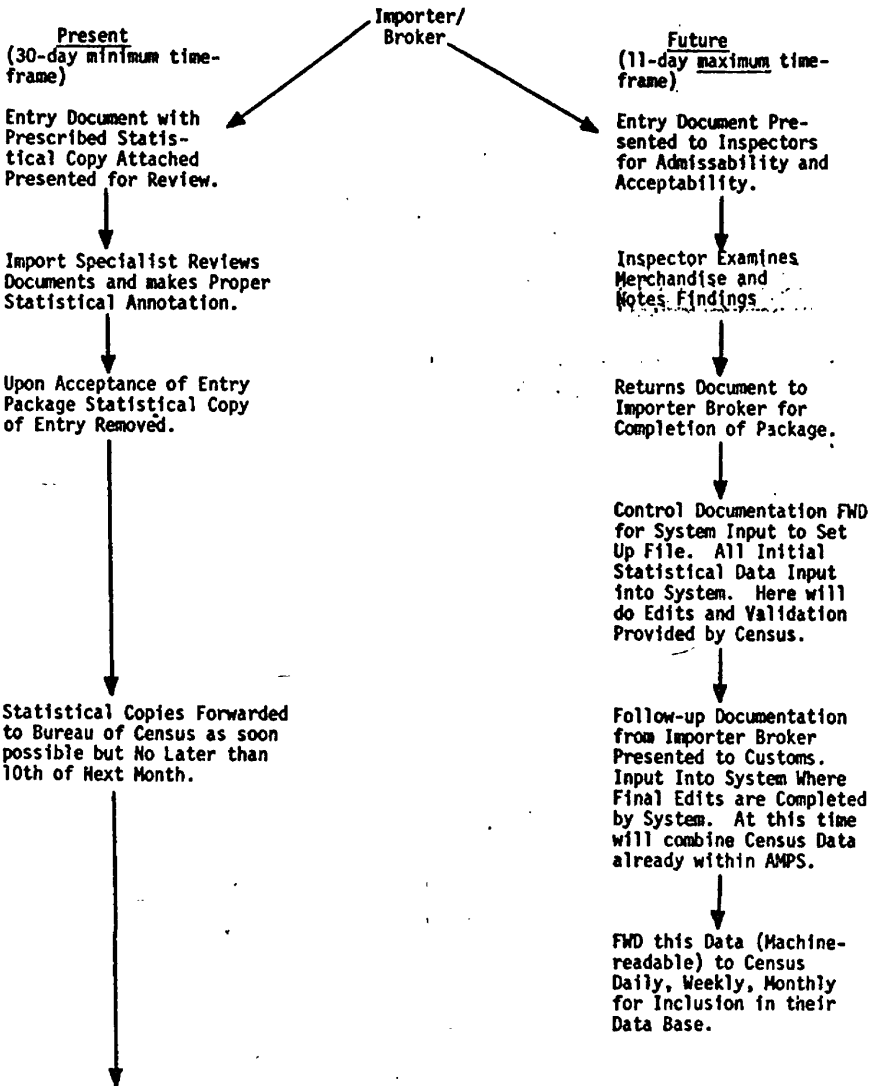 Importer/
Broker
Present
(30-day minimum time-
frame)
Entry Document with
Prescribed Statis-
tical Copy Attached
Presented for Review.
Import Specialist Reviews
Documents and makes Proper
Statistical Annotation.
Upon Acceptance of Entry
Package Statistical Copy
of Entry Removed.
Statistical Copies Forwarded
to Bureau of Census as soon
possible but No Later than
10th of Next Month.
Future
(11-day maximum time-
frame)
Entry Document Pre-
sented to Inspectors
for Admissability and
Acceptability.
Inspector Examines
Merchandise and
Notes Findings
Returns Document to
Importer Broker for
Completion of Package.
Control Documentation FWD
for System Input to Set
Up File. All Initial
Statistical Data Input
into System. Here will
do Edits and Validation
Provided by Census.
Follow-up Documentation
from Importer Broker
Presented to Customs.
Input Into System Where
Final Edits are Completed
by System. At this time
will combine Census Data
already within AMPS.
FWD this Data (Machine-
readable) to Census
Daily, Weekly, Monthly
for Inclusion in their
Data Base.